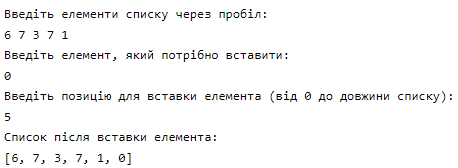 Введіть елементи списку через пробіл:
6 7 3 7 1
Введіть елемент, який потрібно вставити:
0
Введіть позицію для вставки елемента (від 0 до довжини списку):
5
Список після вставки елемента:
[6, 7, 3, 7, 1, 0]